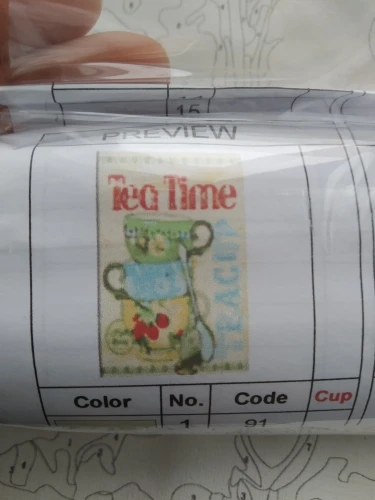 15
PREVIEW
Tea Time
TEACUP
Color No. Code Cup
1 91